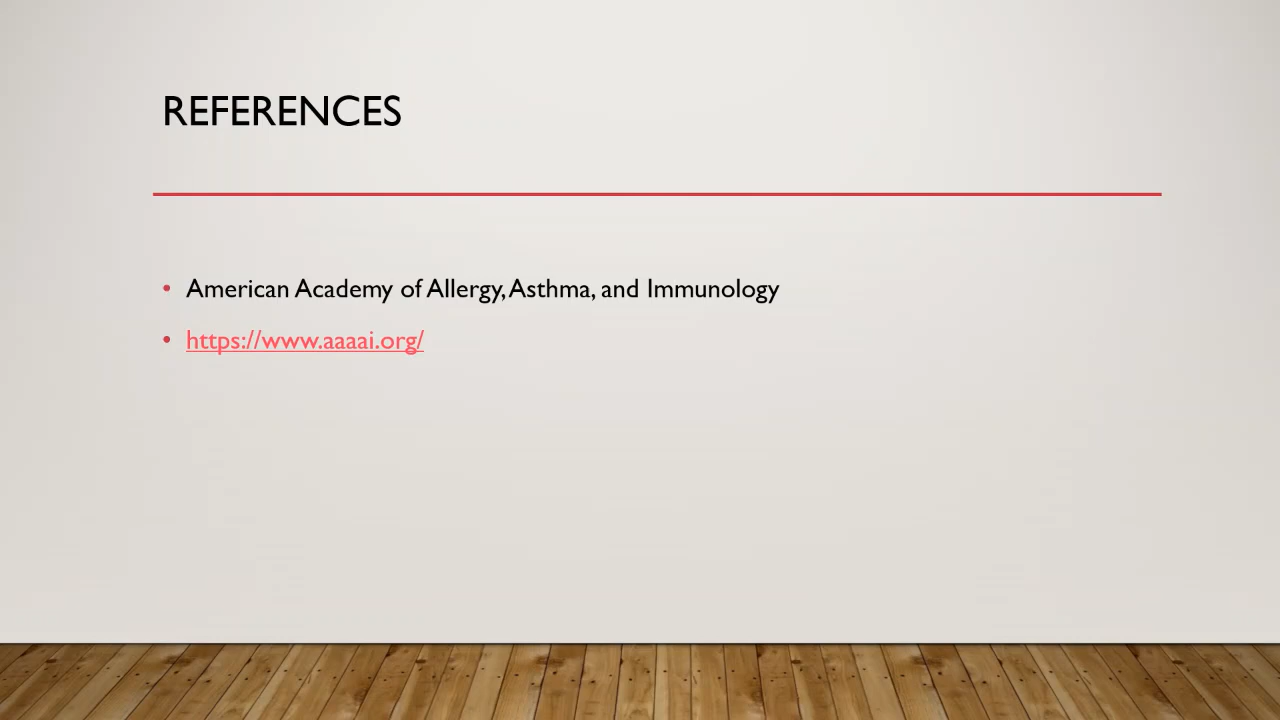 REFERENCES
• American Academy of Allergy, Asthma, and Immunology
• https://www.aaaai.org/